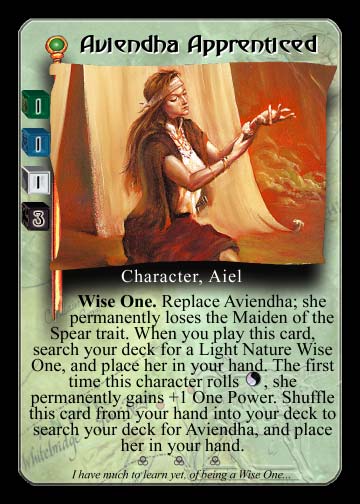 Aviendha Apprenticed
1
1
1
3
Character, Aiel
Wise One. Replace Aviendha; she
permanently loses the Maiden of the
Spear trait. When you play this card,
search your deck for a Light Nature Wise
One, and place her in your hand. The first
time this character rolls , she
permanently gains +1 One Power. Shuffle
this card from your hand into your deck to
search your deck for Aviendha, and place
her in your hand.
Whitebridge
I have much to learn yet, of being a Wise One...